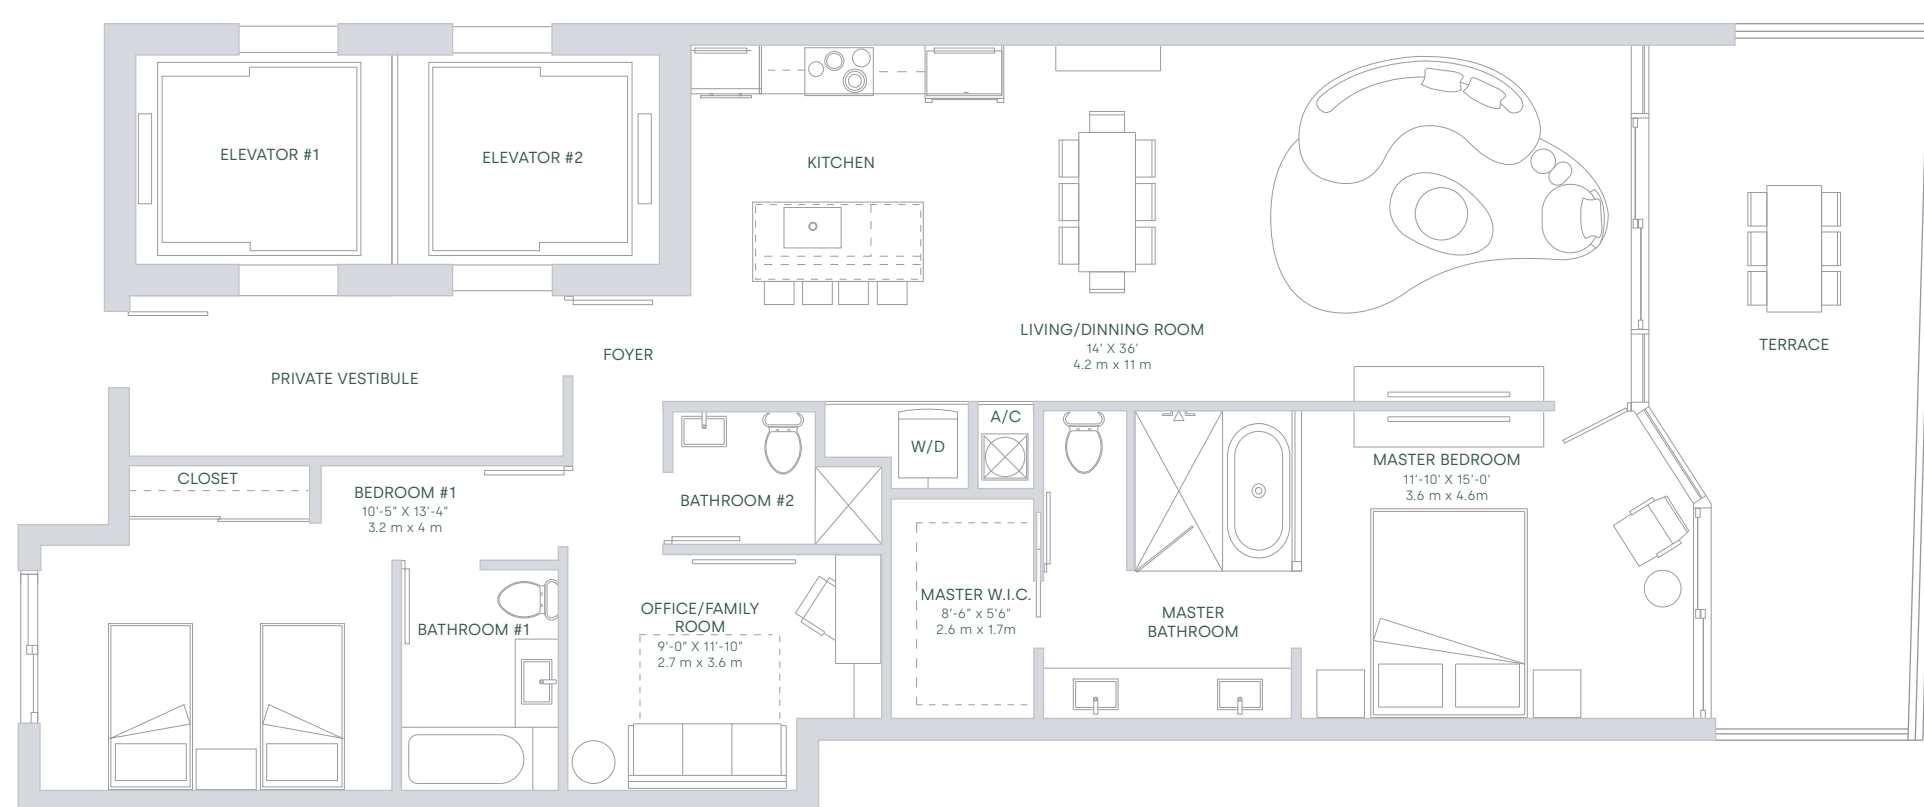 ELEVATOR #1
ELEVATOR #2
KITCHEN
LIVING/DINNING ROOM
14' X 36'
4.2 m x 11 m
TERRACE
FOYER
PRIVATE VESTIBULE
A/C
W/D
CLOSET
BEDROOM #1
10'-5" X 13'-4"
3.2 m x 4 m
BATHROOM #2
MASTER BEDROOM
11'-10' X 15'-0'
3.6 m x 4.6m
BATHROOM #1
OFFICE/FAMILY
ROOM
9'-0" X 11'-10"
2.7 m x 3.6 m
MASTER W.I.C.
8'-6" x 5'6"
2.6 m x 1.7m
MASTER
BATHROOM